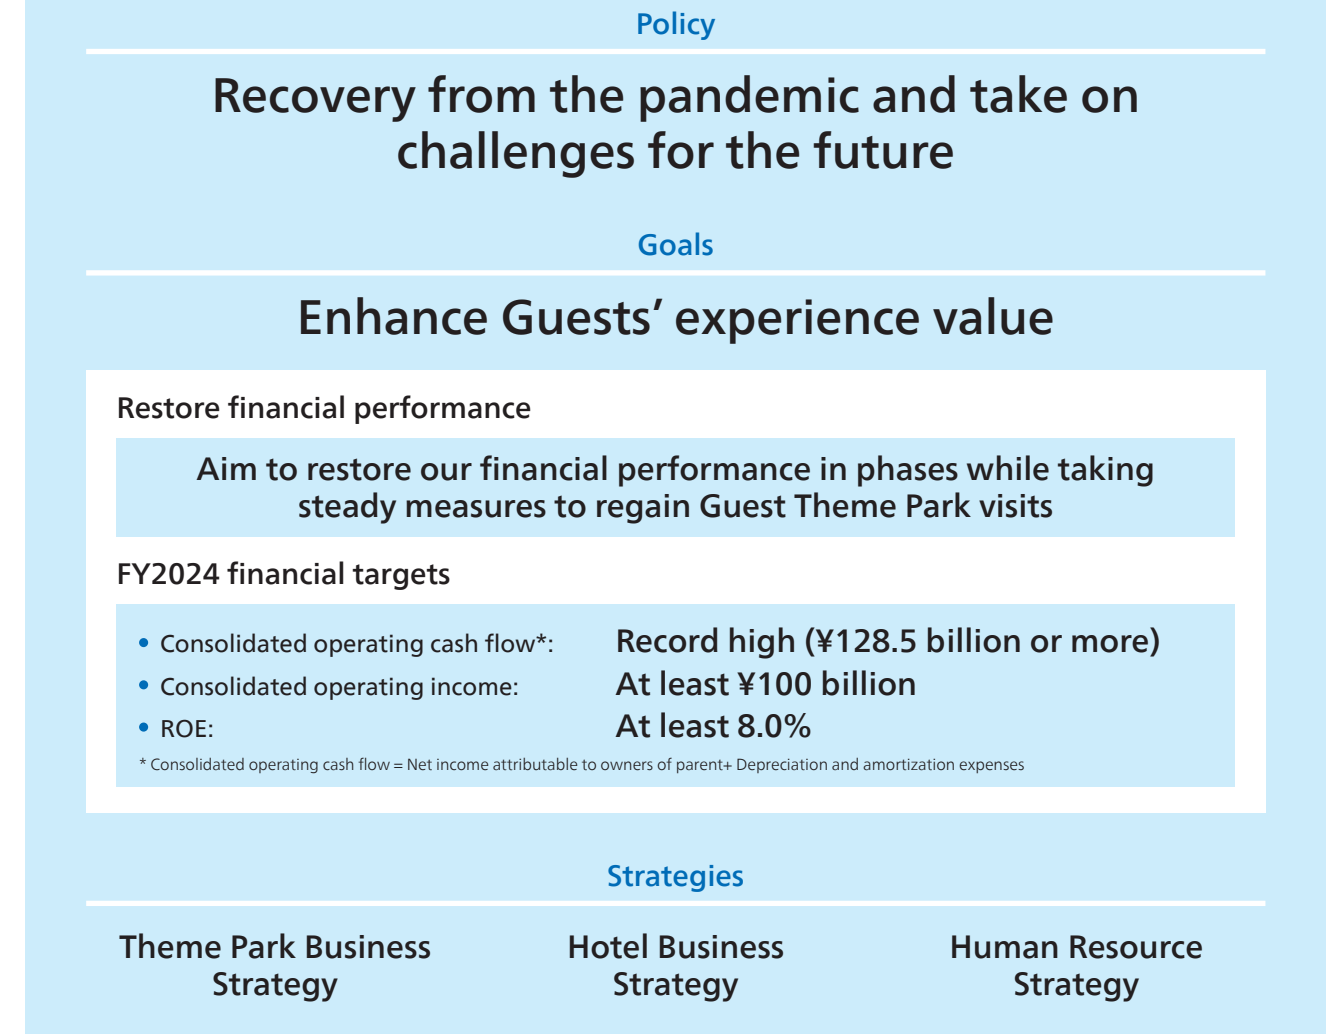 Policy
Recovery from the pandemic and take on
challenges for the future
Goals
Enhance Guests’ experience value
Restore financial performance
Aim to restore our financial performance in phases while taking
steady measures to regain Guest Theme Park visits
FY2024 financial targets
• Consolidated operating cash flow*: Record high (¥128.5 billion or more)
• Consolidated operating income: At least ¥100 billion
• ROE: At least 8.0%
* Consolidated operating cash flow = Net income attributable to owners of parent+ Depreciation and amortization expenses
Strategies
Theme Park Business
Strategy
Hotel Business
Strategy
Human Resource
Strategy